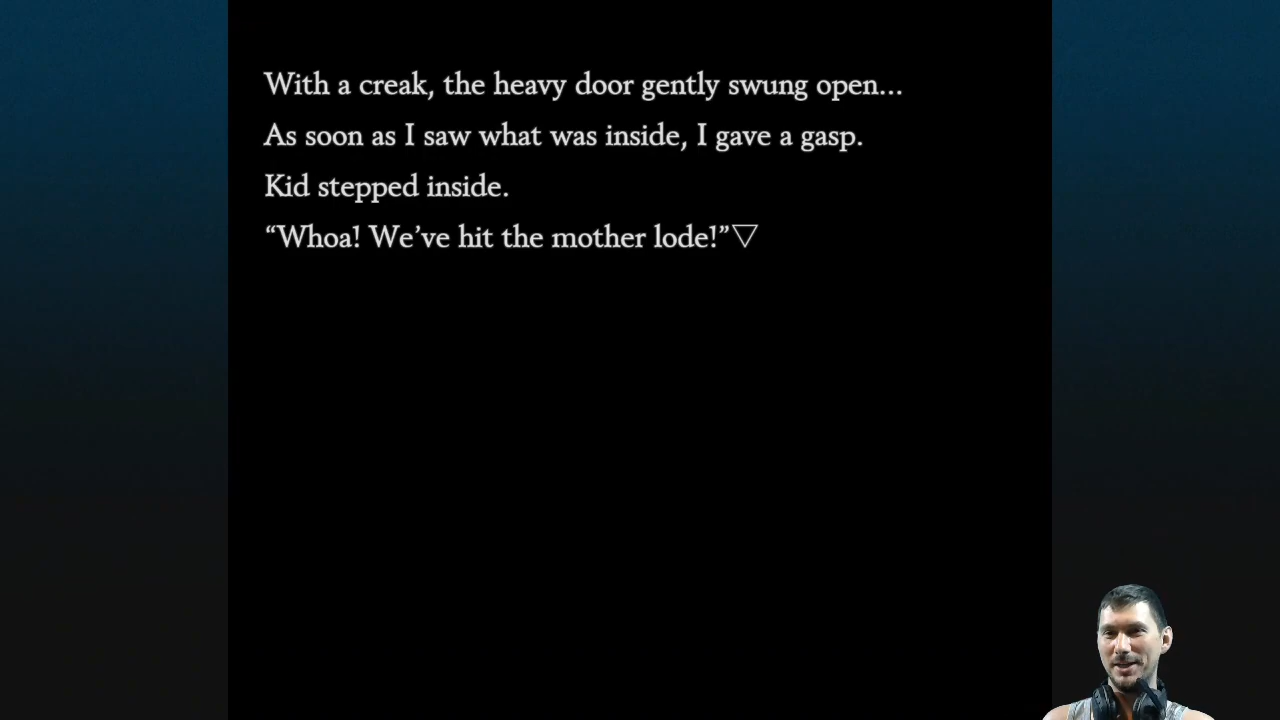 With a creak, the heavy door gently swung open...
As soon as I saw what was inside, I gave a gasp.
Kid stepped inside.
“Whoa! We’ve hit the mother lode!”▽